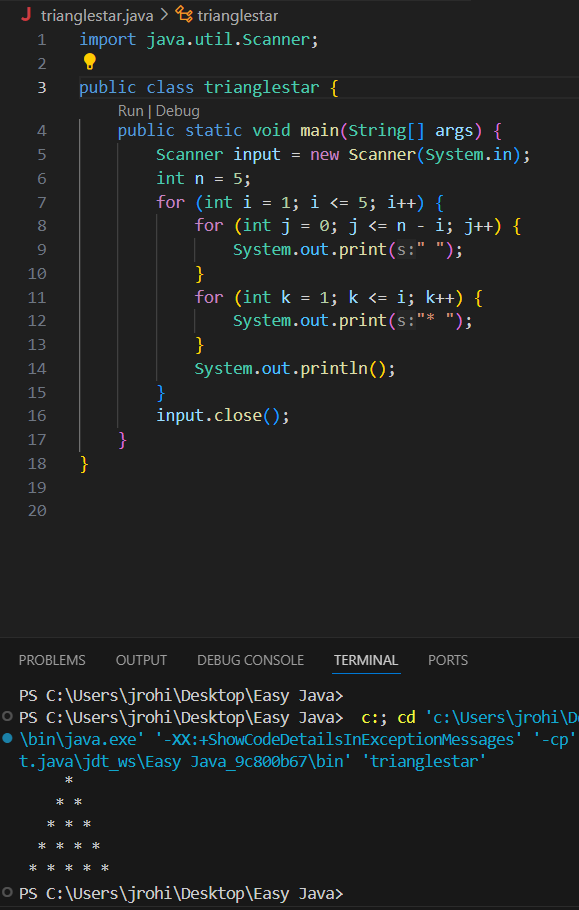 trianglestar.java > trianglestar
1 import java.util.Scanner;
2
3 public class trianglestar {
Run | Debug
4 public static void main(String[] args) {
5 Scanner input = new Scanner(System.in);
6 int n = 5;
7 for (int i = 1; i <= 5; i++) {
8 for (int j = 0; j <= n - i; j++) {
9 System.out.print(s:" ");
10 }
11 for (int k = 1; k <= i; k++) {
12 System.out.print(s:"* ");
13 }
14 System.out.println();
15 }
16 input.close();
17 }
18 }
19
20
PROBLEMS OUTPUT DEBUG CONSOLE TERMINAL PORTS
PS C:\Users\jrohi\Desktop\Easy Java>
PS C:\Users\jrohi\Desktop\Easy Java> c:; cd 'c:\Users\jrohi\De
\bin\java.exe' '-XX:+ShowCodeDetailsInExceptionMessages' '-cp'
t.java\jdt_ws\Easy Java_9c800b67\bin' 'trianglestar'
*
* *
* * *
* * * *
* * * * *
PS C:\Users\jrohi\Desktop\Easy Java>